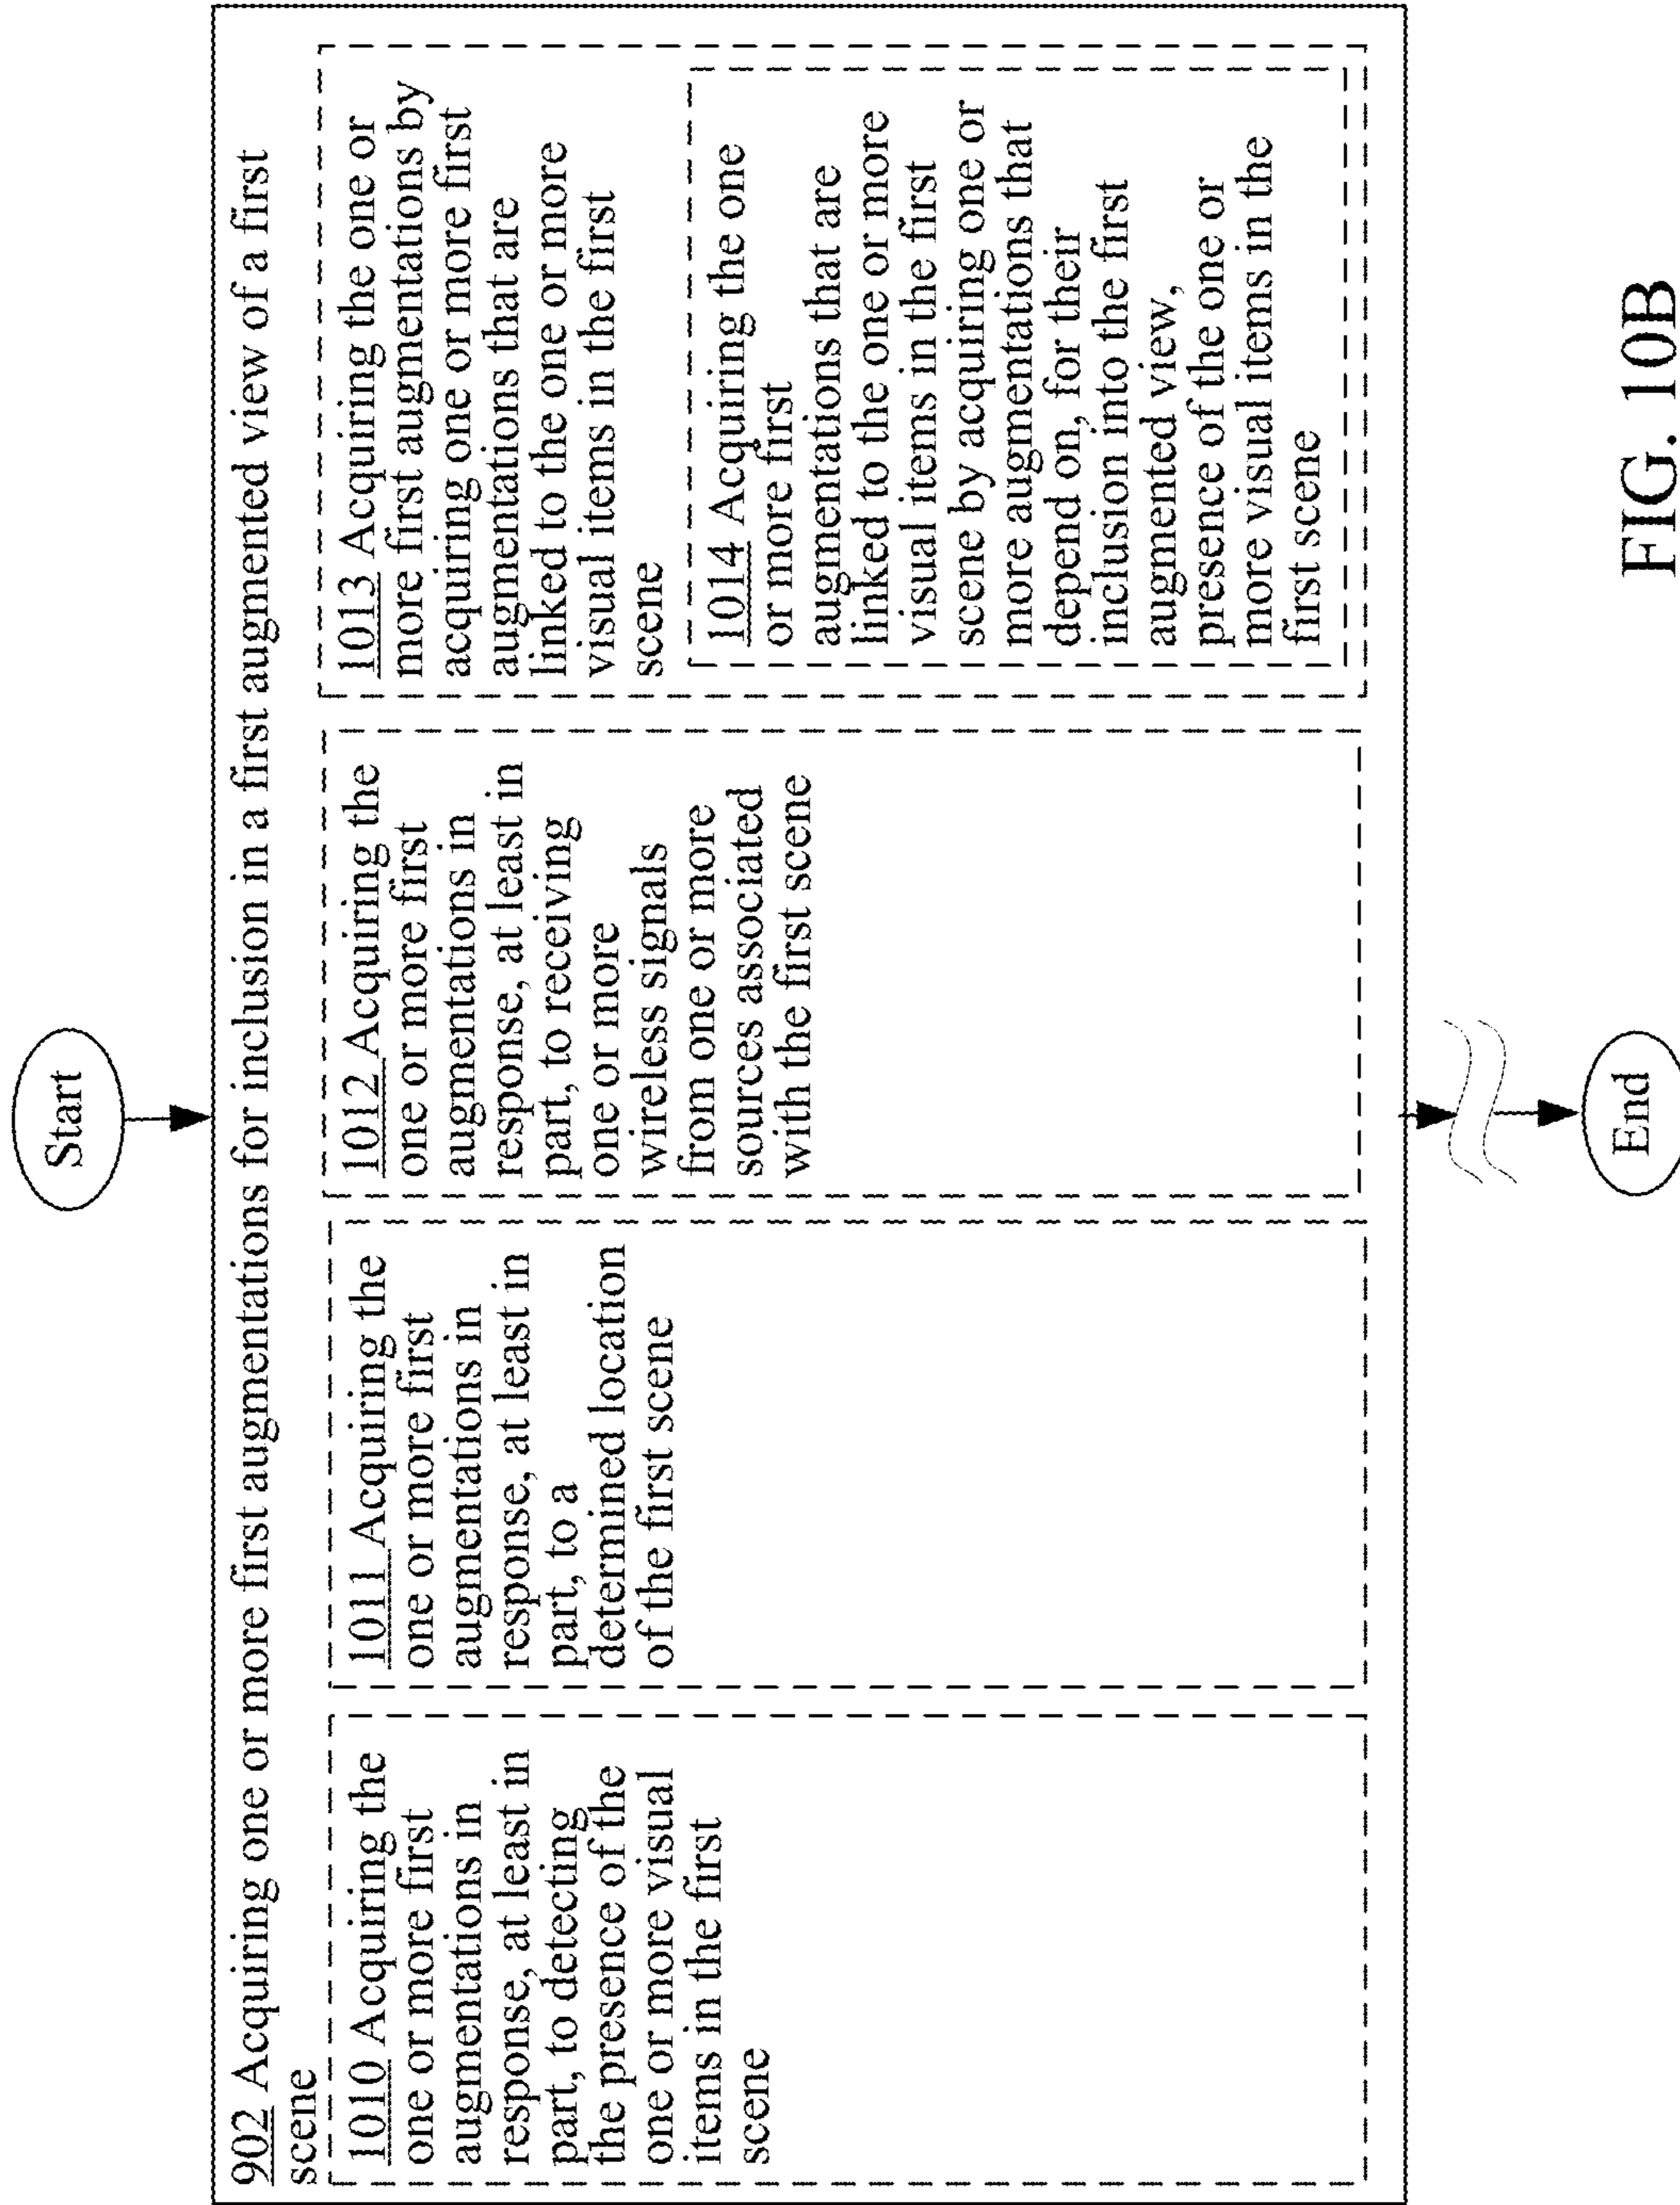 Start
902 Acquiring one or more first augmentations for inclusion in a first augmented view of a first
scene
1010 Acquiring the
one or more first
augmentations in
response, at least in
part, to detecting
the presence of the
one or more visual
items in the first
scene
1011 Acquiring the
one or more first
augmentations in
response, at least in
part, to a
determined location
of the first scene
1012 Acquiring the
one or more first
augmentations in
response, at least in
part, to receiving
one or more
wireless signals
from one or more
sources associated
with the first scene
1013 Acquiring the one or
more first augmentations by
acquiring one or more first
augmentations that are
linked to the one or more
visual items in the first
scene
1014 Acquiring the one
or more first
augmentations that are
linked to the one or more
visual items in the first
scene by acquiring one or
more augmentations that
depend on, for their
inclusion into the first
augmented view,
presence of the one or
more visual items in the
first scene
End
FIG. 10B